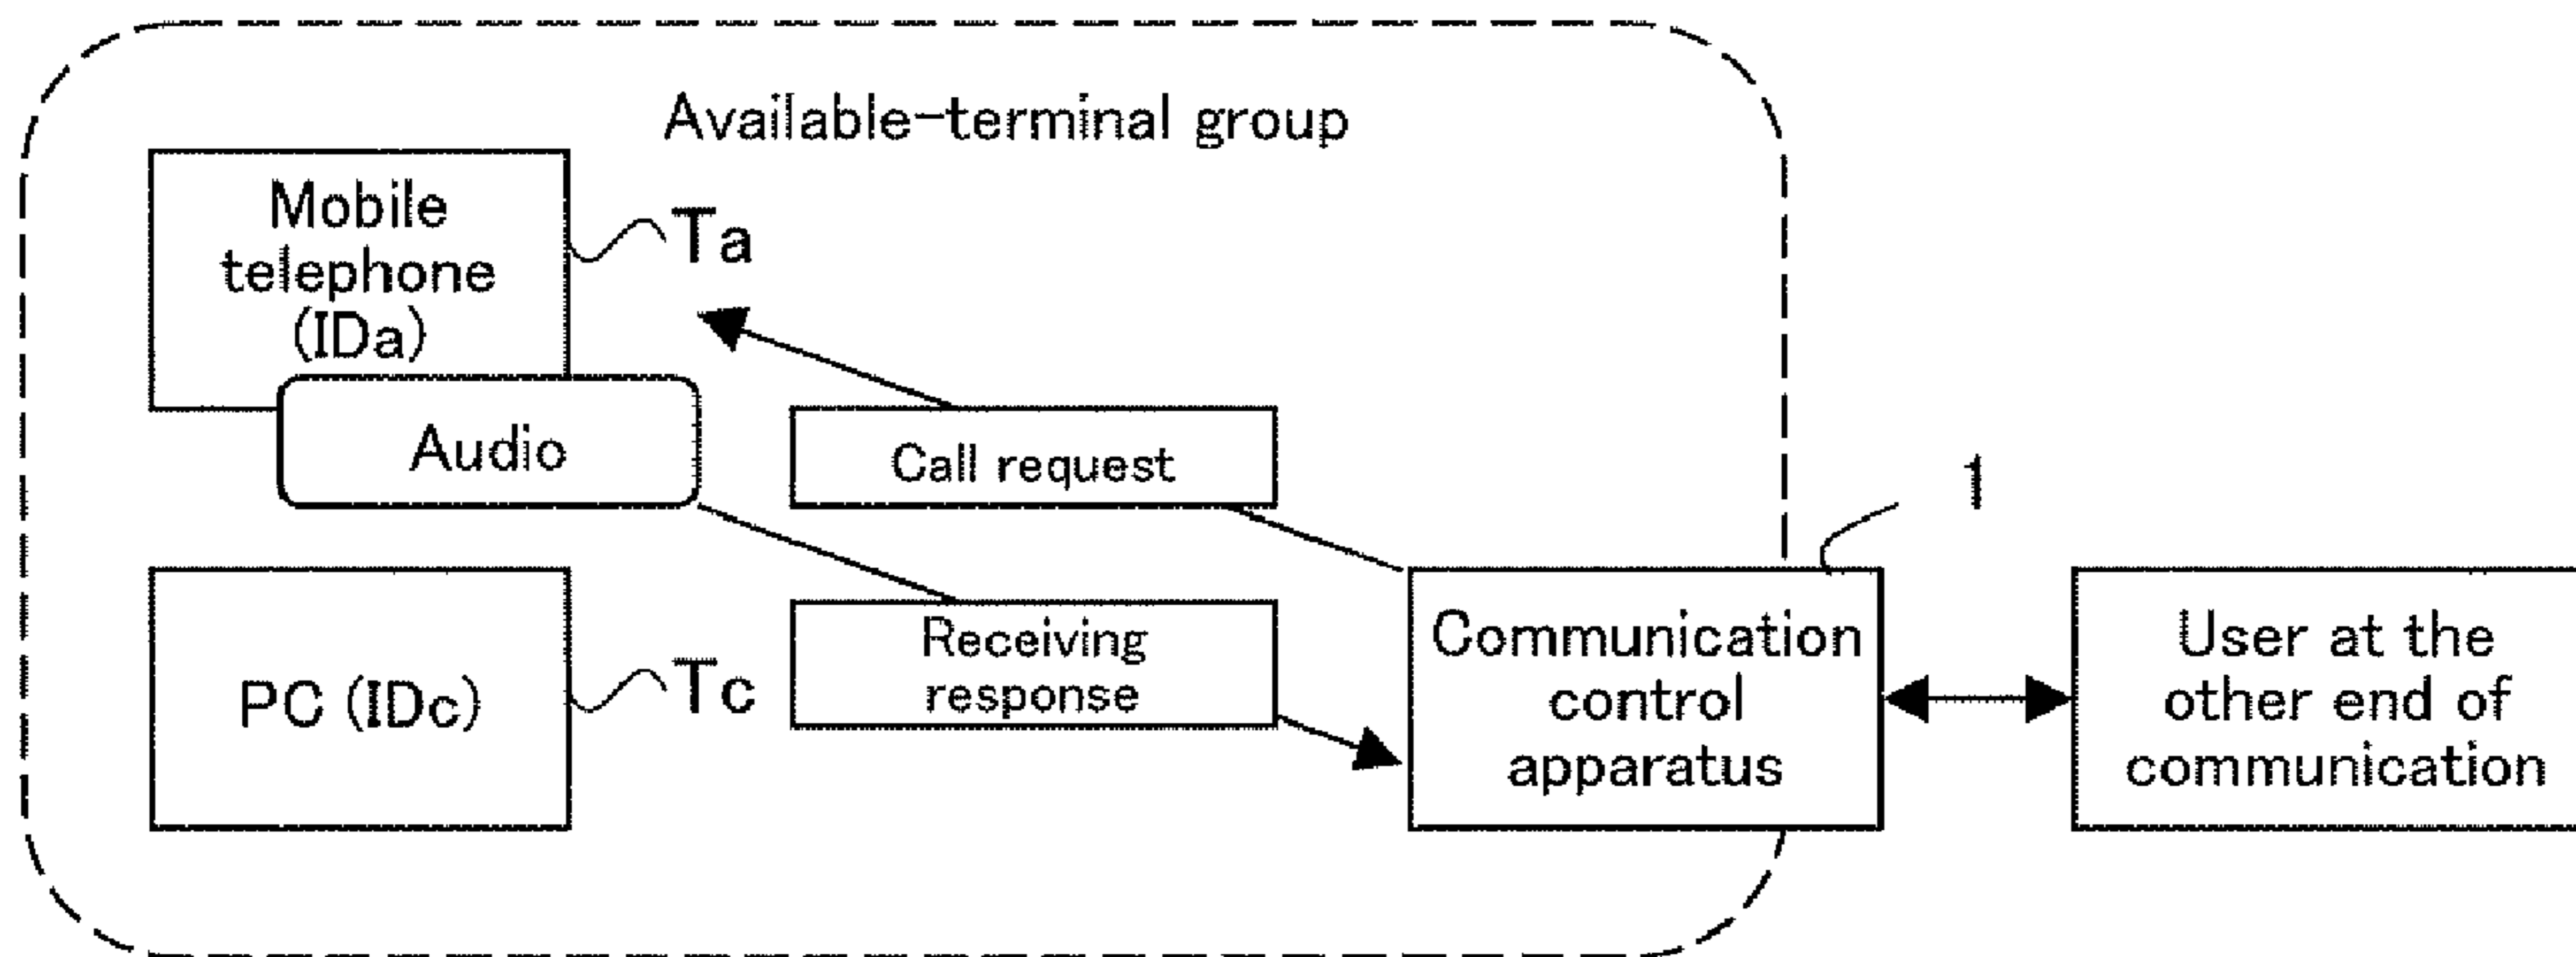 Available-terminal group
Mobile
telephone
(IDa)
Ta
Audio
Call request
1
PC (IDc)
Tc
Receiving
response
Communication
control
apparatus
User at the
other end of
communication